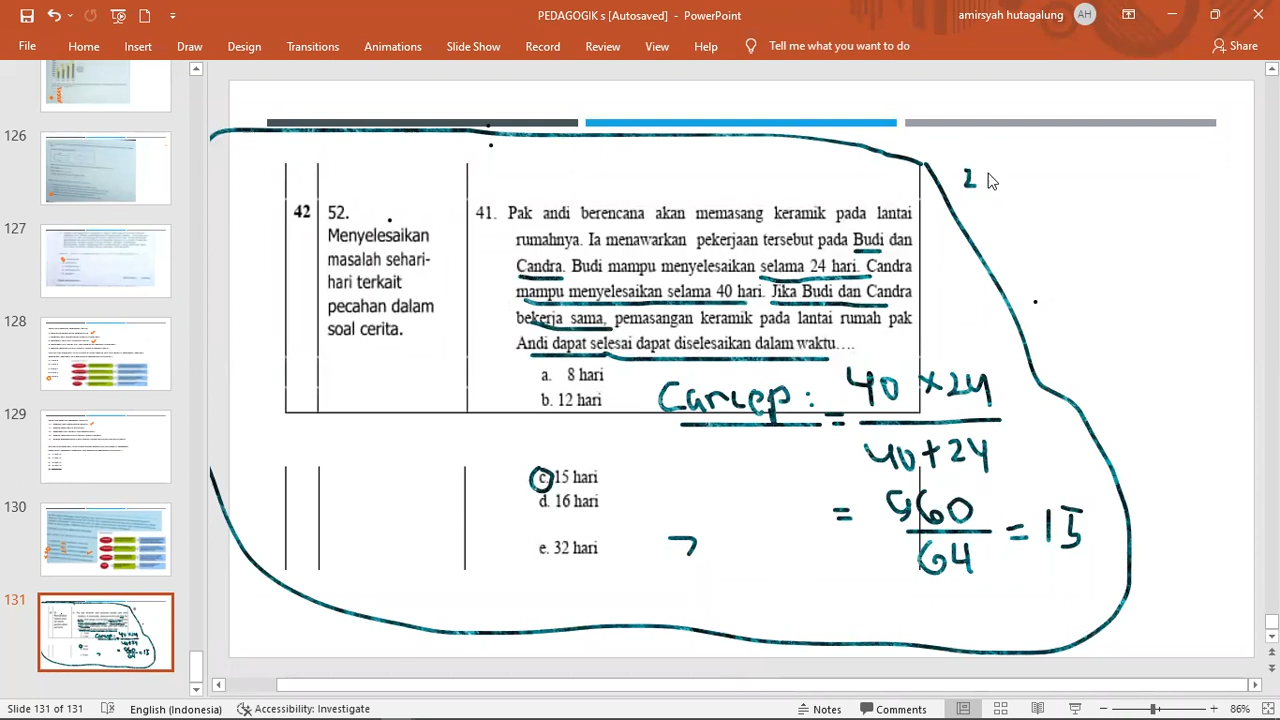 PEDAGOGIK s [Autosaved] - PowerPoint
amirsyah hutagalung AH
File Home Insert Draw Design Transitions Animations Slide Show Record Review View Help Tell me what you want to do Share
126
127
128
129
130
131
2
42
52.
Menyelesaikan
masalah sehari-
hari terkait
pecahan dalam
soal cerita.
41. Pak andi berencana akan memasang keramik pada lantai
rumahnya. Ia menawarkan pekerjaan tersebut pada Budi dan
Candra. Budi mampu menyelesaikan selama 24 hari. Candra
mampu menyelesaikan selama 40 hari. Jika Budi dan Candra
bekerja sama, pemasangan keramik pada lantai rumah pak
Andi dapat selesai dapat diselesaikan dalam waktu….
a. 8 hari
b. 12 hari
c. 15 hari
d. 16 hari
e. 32 hari
Carcep : = 40 x 24
40 + 24
= 960
64
= 15
Slide 131 of 131 English (Indonesia) Accessibility: Investigate Notes Comments 86%